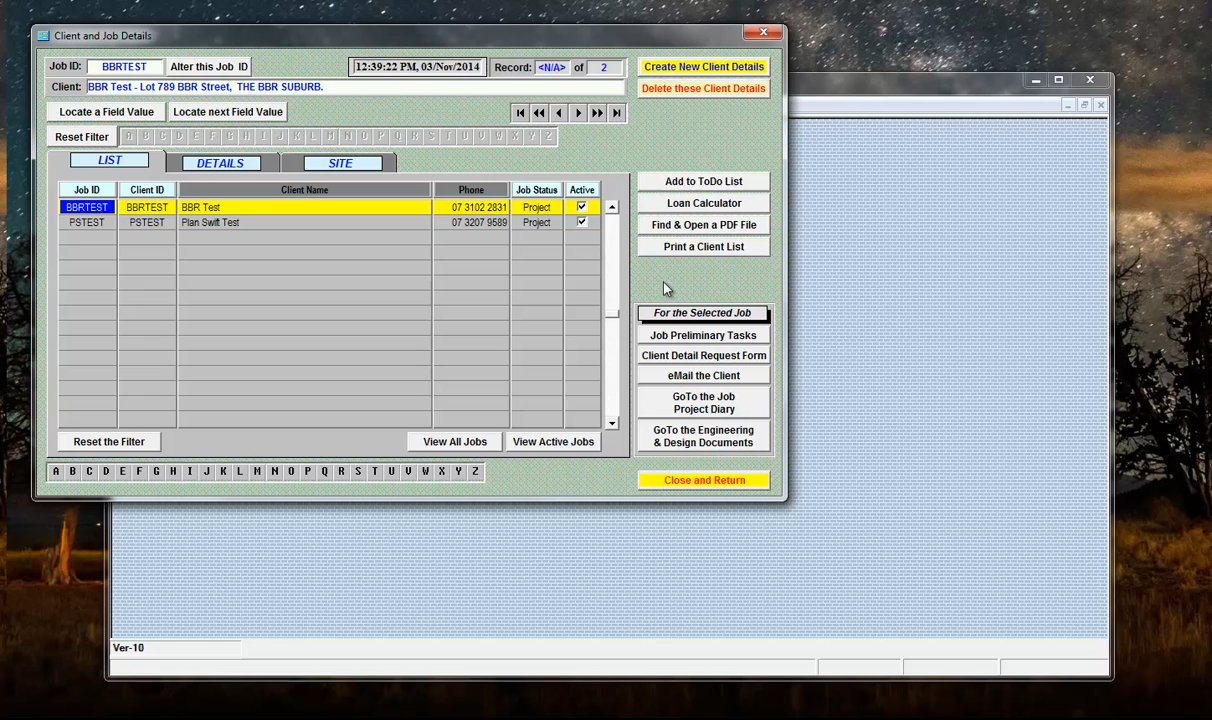 Client and Job Details
Job ID: BBRTEST Alter this Job ID 12:39:22 PM, 03/Nov/2014 Record: <N/A> of 2 Create New Client Details
Client: BBR Test - Lot 789 BBR Street, THE BBR SUBURB. Delete these Client Details
Locate a Field Value Locate next Field Value
Reset Filter A B C D E F G H I J K L M N O P Q R S T U V W X Y Z
LIST DETAILS SITE
Job ID Client ID Client Name Phone Job Status Active
BBRTEST BBRTEST BBR Test 07 3102 2831 Project
PSTEST PSTEST Plan Swift Test 07 3207 9589 Project
Add to ToDo List
Loan Calculator
Find & Open a PDF File
Print a Client List
For the Selected Job
Job Preliminary Tasks
Client Detail Request Form
eMail the Client
GoTo the Job
Project Diary
GoTo the Engineering
& Design Documents
Reset the Filter View All Jobs View Active Jobs
A B C D E F G H I J K L M N O P Q R S T U V W X Y Z
Close and Return
Ver-10